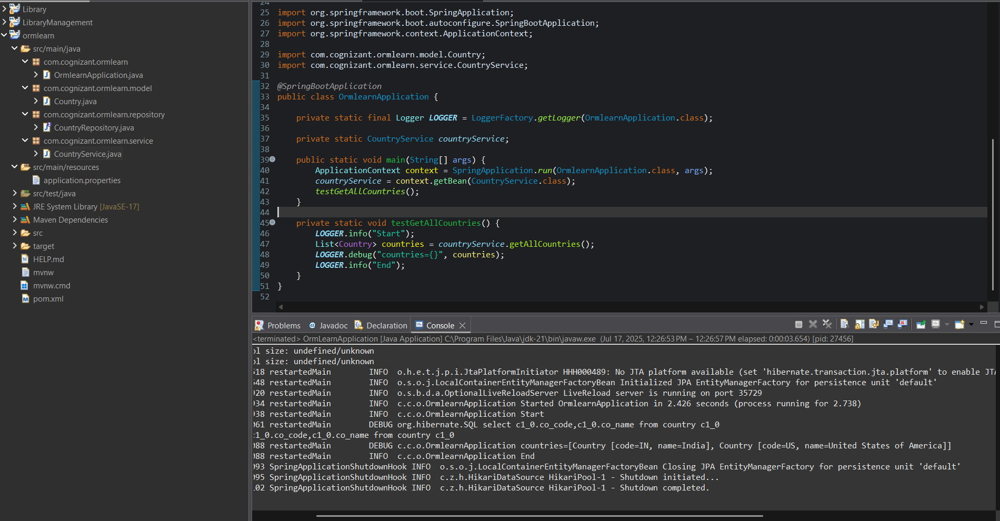 Library
LibraryManagement
ormlearn
src/main/java
com.cognizant.ormlearn
OrmlearnApplication.java
com.cognizant.ormlearn.model
Country.java
com.cognizant.ormlearn.repository
CountryRepository.java
com.cognizant.ormlearn.service
CountryService.java
src/main/resources
application.properties
src/test/java
JRE System Library [JavaSE-17]
Maven Dependencies
src
target
HELP.md
mvnw
mvnw.cmd
pom.xml
24
25 import org.springframework.boot.SpringApplication;
26 import org.springframework.boot.autoconfigure.SpringBootApplication;
27 import org.springframework.context.ApplicationContext;
28
29 import com.cognizant.ormlearn.model.Country;
30 import com.cognizant.ormlearn.service.CountryService;
31
32 @SpringBootApplication
33 public class OrmlearnApplication {
34
35 private static final Logger LOGGER = LoggerFactory.getLogger(OrmlearnApplication.class);
36
37 private static CountryService countryService;
38
39 public static void main(String[] args) {
40 ApplicationContext context = SpringApplication.run(OrmlearnApplication.class, args);
41 countryService = context.getBean(CountryService.class);
42 testGetAllCountries();
43 }
44
45 private static void testGetAllCountries() {
46 LOGGER.info("Start");
47 List<Country> countries = countryService.getAllCountries();
48 LOGGER.debug("countries={}", countries);
49 LOGGER.info("End");
50 }
51 }
52
Problems @ Javadoc Declaration Console
<terminated> OrmLearnApplication [Java Application] C:\Program Files\Java\jdk-21\bin\javaw.exe (Jul 17, 2025, 12:26:53 PM – 12:26:57 PM elapsed: 0:00:03.654) [pid: 27456]
ol size: undefined/unknown
ol size: undefined/unknown
518 restartedMain INFO o.h.e.t.j.p.i.JtaPlatformInitiator HHH000489: No JTA platform available (set 'hibernate.transaction.jta.platform' to enable JTA
548 restartedMain INFO o.s.o.j.LocalContainerEntityManagerFactoryBean Initialized JPA EntityManagerFactory for persistence unit 'default'
920 restartedMain INFO o.s.b.d.a.OptionalLiveReloadServer LiveReload server is running on port 35729
934 restartedMain INFO c.c.o.OrmlearnApplication Started OrmlearnApplication in 2.426 seconds (process running for 2.738)
938 restartedMain INFO c.c.o.OrmlearnApplication Start
961 restartedMain DEBUG org.hibernate.SQL select c1_0.co_code,c1_0.co_name from country c1_0
c1_0.co_code,c1_0.co_name from country c1_0
988 restartedMain DEBUG c.c.o.OrmlearnApplication countries=[Country [code=IN, name=India], Country [code=US, name=United States of America]]
988 restartedMain INFO c.c.o.OrmlearnApplication End
993 SpringApplicationShutdownHook INFO o.s.o.j.LocalContainerEntityManagerFactoryBean Closing JPA EntityManagerFactory for persistence unit 'default'
995 SpringApplicationShutdownHook INFO c.z.h.HikariDataSource HikariPool-1 - Shutdown initiated...
102 SpringApplicationShutdownHook INFO c.z.h.HikariDataSource HikariPool-1 - Shutdown completed.